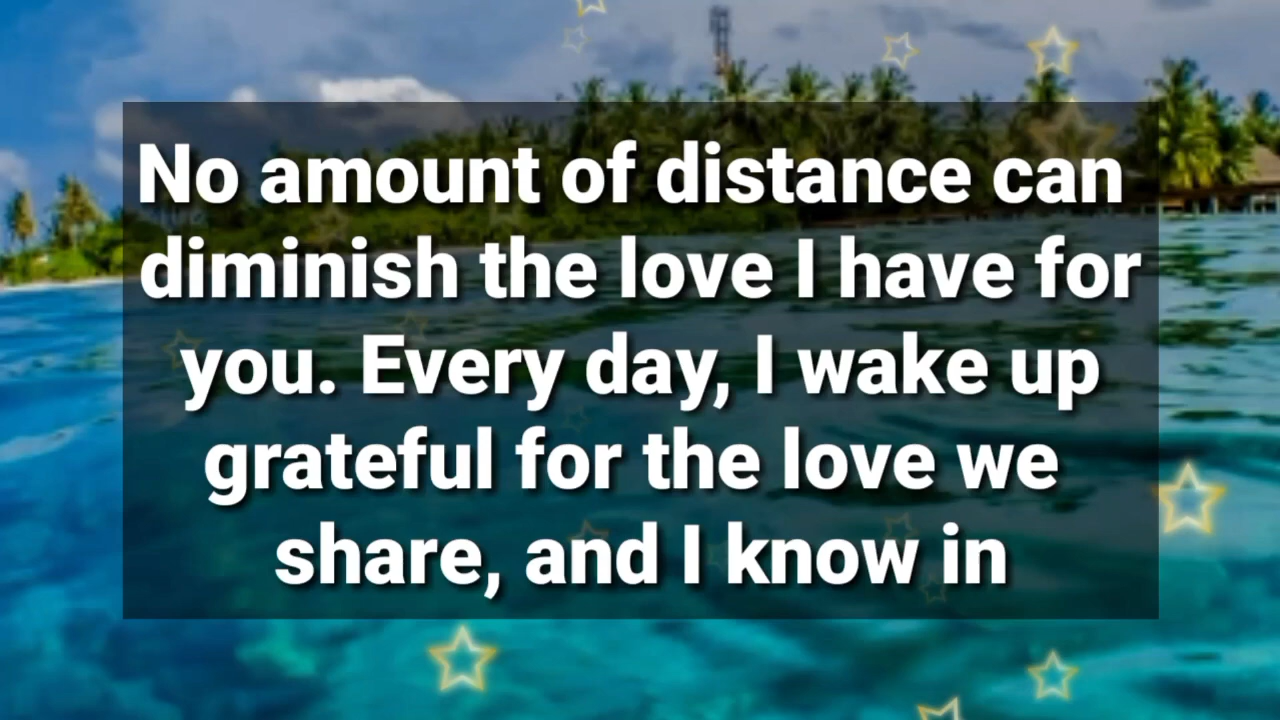 No amount of distance can
diminish the love I have for
you. Every day, I wake up
grateful for the love we
share, and I know in